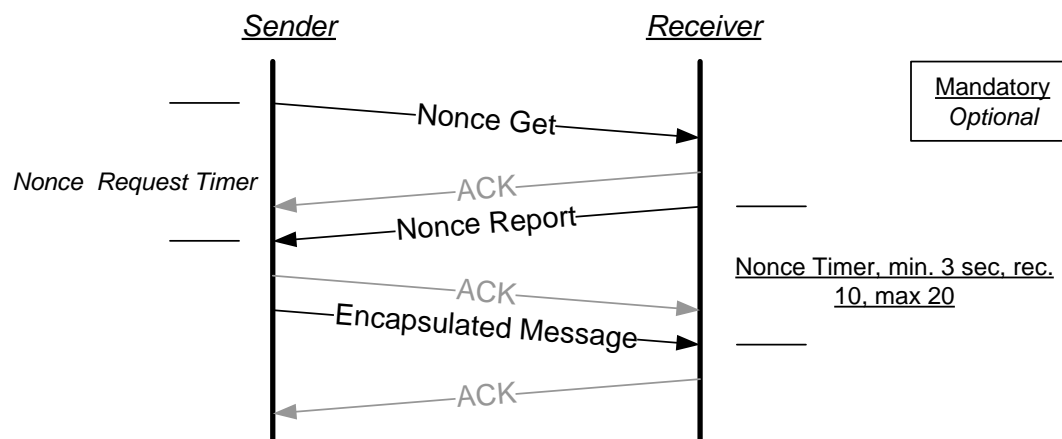 Sender
Receiver
Mandatory
Optional
Nonce Get
Nonce Request Timer
ACK
Nonce Report
Nonce Timer, min. 3 sec, rec.
10, max 20
ACK
Encapsulated Message
ACK